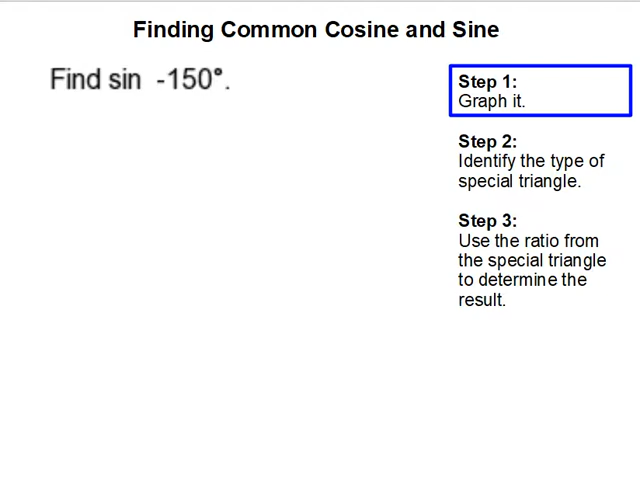 Finding Common Cosine and Sine
Find sin -150°.
Step 1:
Graph it.
Step 2:
Identify the type of
special triangle.
Step 3:
Use the ratio from
the special triangle
to determine the
result.